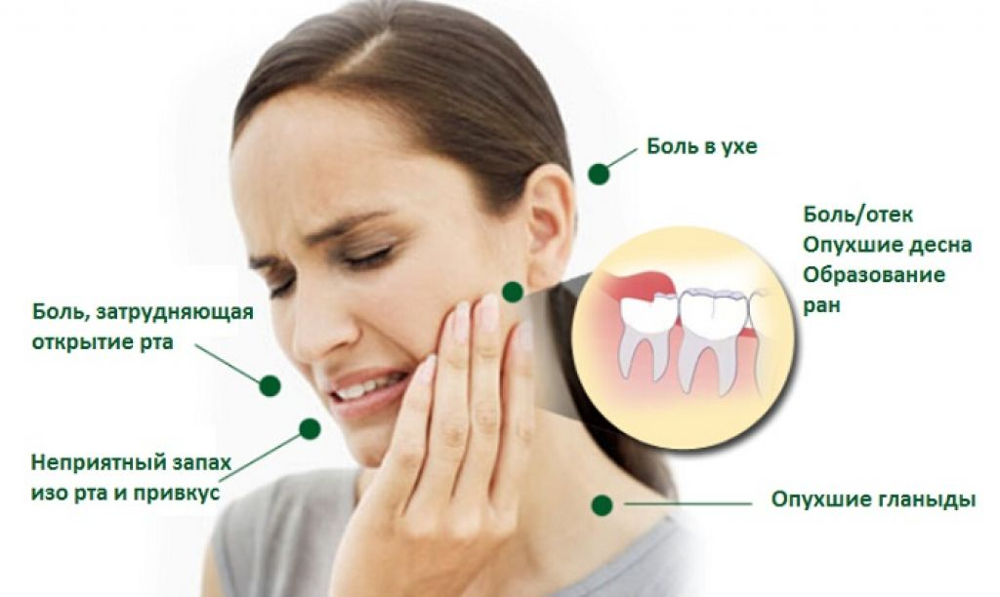 Боль в ухе
Боль/отек
Опухшие десна
Образование
ран
Боль, затрудняющая
открытие рта
Неприятный запах
изо рта и привкус
Опухшие гланыды